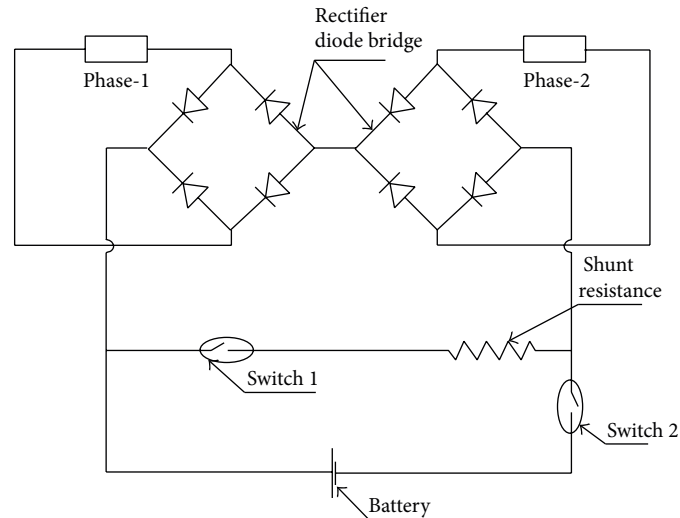 Rectifier
diode bridge
Phase-1
Phase-2
Shunt
resistance
Switch 1
Switch 2
Battery